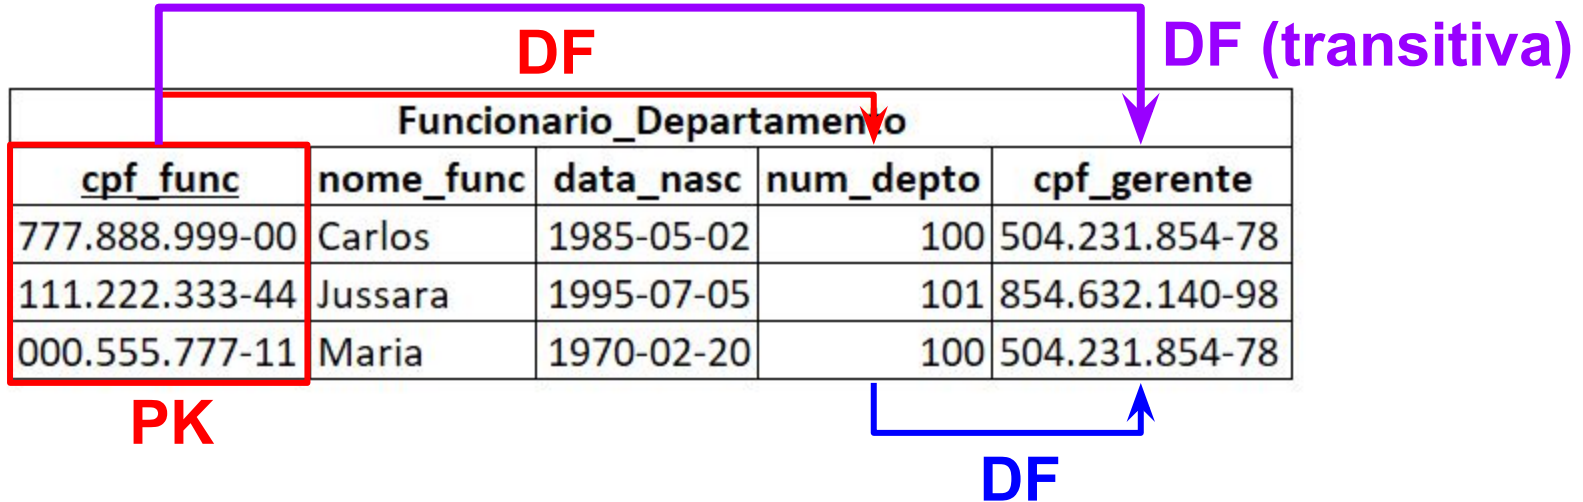 DF (transitiva)
DF
Funcionario_Departamento
cpf_func nome_func data_nasc num_depto cpf_gerente
777.888.999-00 Carlos 1985-05-02 100 504.231.854-78
111.222.333-44 Jussara 1995-07-05 101 854.632.140-98
000.555.777-11 Maria 1970-02-20 100 504.231.854-78
PK
DF